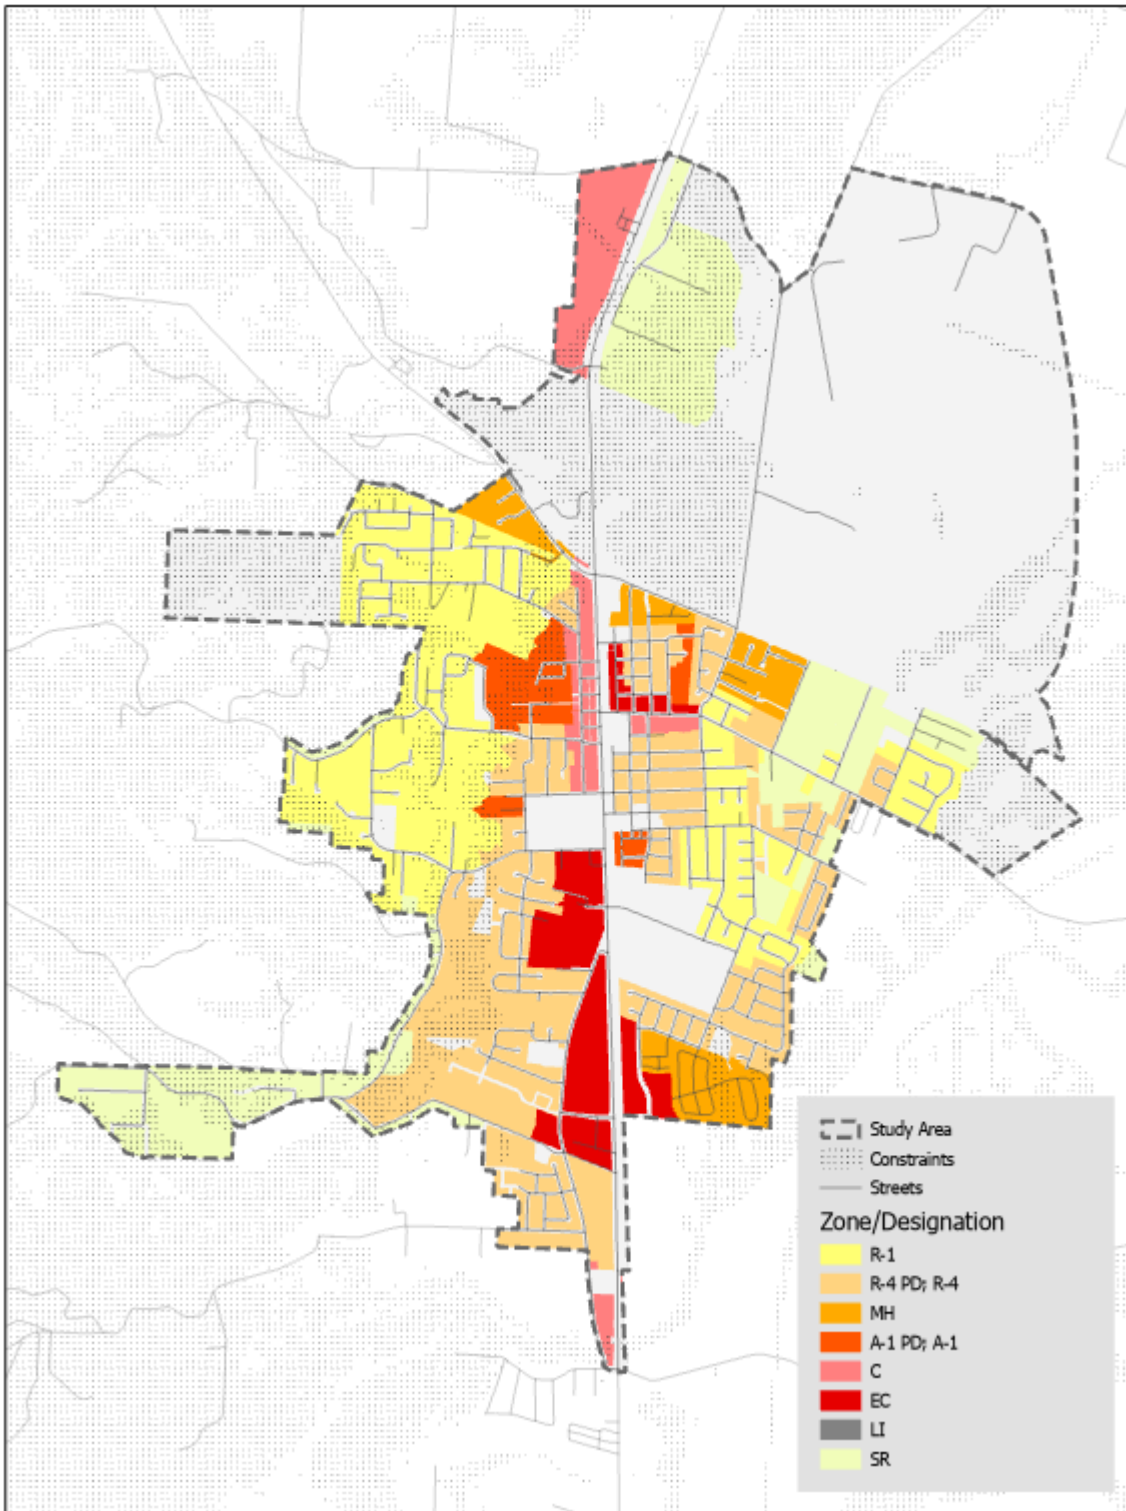 Study Area
Constraints
Streets
Zone/Designation
R-1
R-4 PD; R-4
MH
A-1 PD; A-1
C
EC
LI
SR